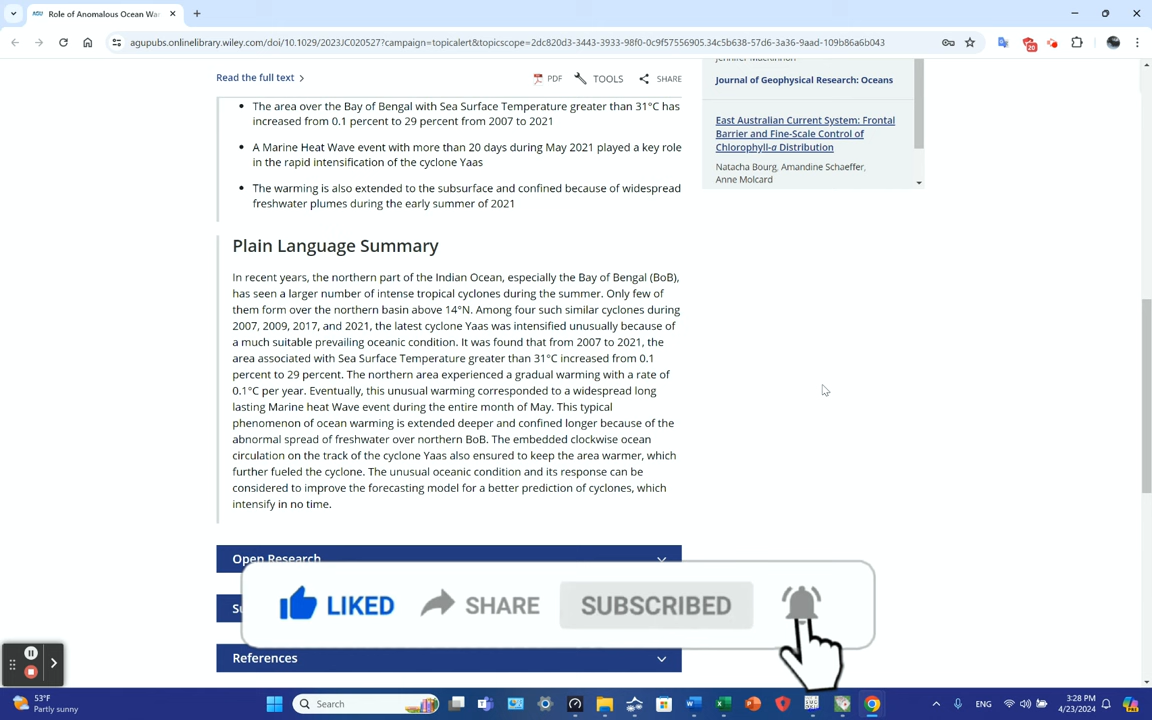 Role of Anomalous Ocean War
agupubs.onlinelibrary.wiley.com/doi/10.1029/2023JC020527?campaign=topicalert&topicscope=2dc820d3-3443-3933-98f0-0c9f57556905.34c5b638-57d6-3a36-9aad-109b86a6b043
20
Read the full text
PDF
TOOLS
SHARE
Jennifer MacKinnon
Journal of Geophysical Research: Oceans
East Australian Current System: Frontal
Barrier and Fine-Scale Control of
Chlorophyll-a Distribution
Natacha Bourg, Amandine Schaeffer,
Anne Molcard
• The area over the Bay of Bengal with Sea Surface Temperature greater than 31°C has
increased from 0.1 percent to 29 percent from 2007 to 2021
• A Marine Heat Wave event with more than 20 days during May 2021 played a key role
in the rapid intensification of the cyclone Yaas
• The warming is also extended to the subsurface and confined because of widespread
freshwater plumes during the early summer of 2021
Plain Language Summary
In recent years, the northern part of the Indian Ocean, especially the Bay of Bengal (BoB),
has seen a larger number of intense tropical cyclones during the summer. Only few of
them form over the northern basin above 14°N. Among four such similar cyclones during
2007, 2009, 2017, and 2021, the latest cyclone Yaas was intensified unusually because of
a much suitable prevailing oceanic condition. It was found that from 2007 to 2021, the
area associated with Sea Surface Temperature greater than 31°C increased from 0.1
percent to 29 percent. The northern area experienced a gradual warming with a rate of
0.1°C per year. Eventually, this unusual warming corresponded to a widespread long
lasting Marine heat Wave event during the entire month of May. This typical
phenomenon of ocean warming is extended deeper and confined longer because of the
abnormal spread of freshwater over northern BoB. The embedded clockwise ocean
circulation on the track of the cyclone Yaas also ensured to keep the area warmer, which
further fueled the cyclone. The unusual oceanic condition and its response can be
considered to improve the forecasting model for a better prediction of cyclones, which
intensify in no time.
Open Research
LIKED
SHARE
SUBSCRIBED
References
53°F
Partly sunny
Search
ENG
3:28 PM
4/23/2024